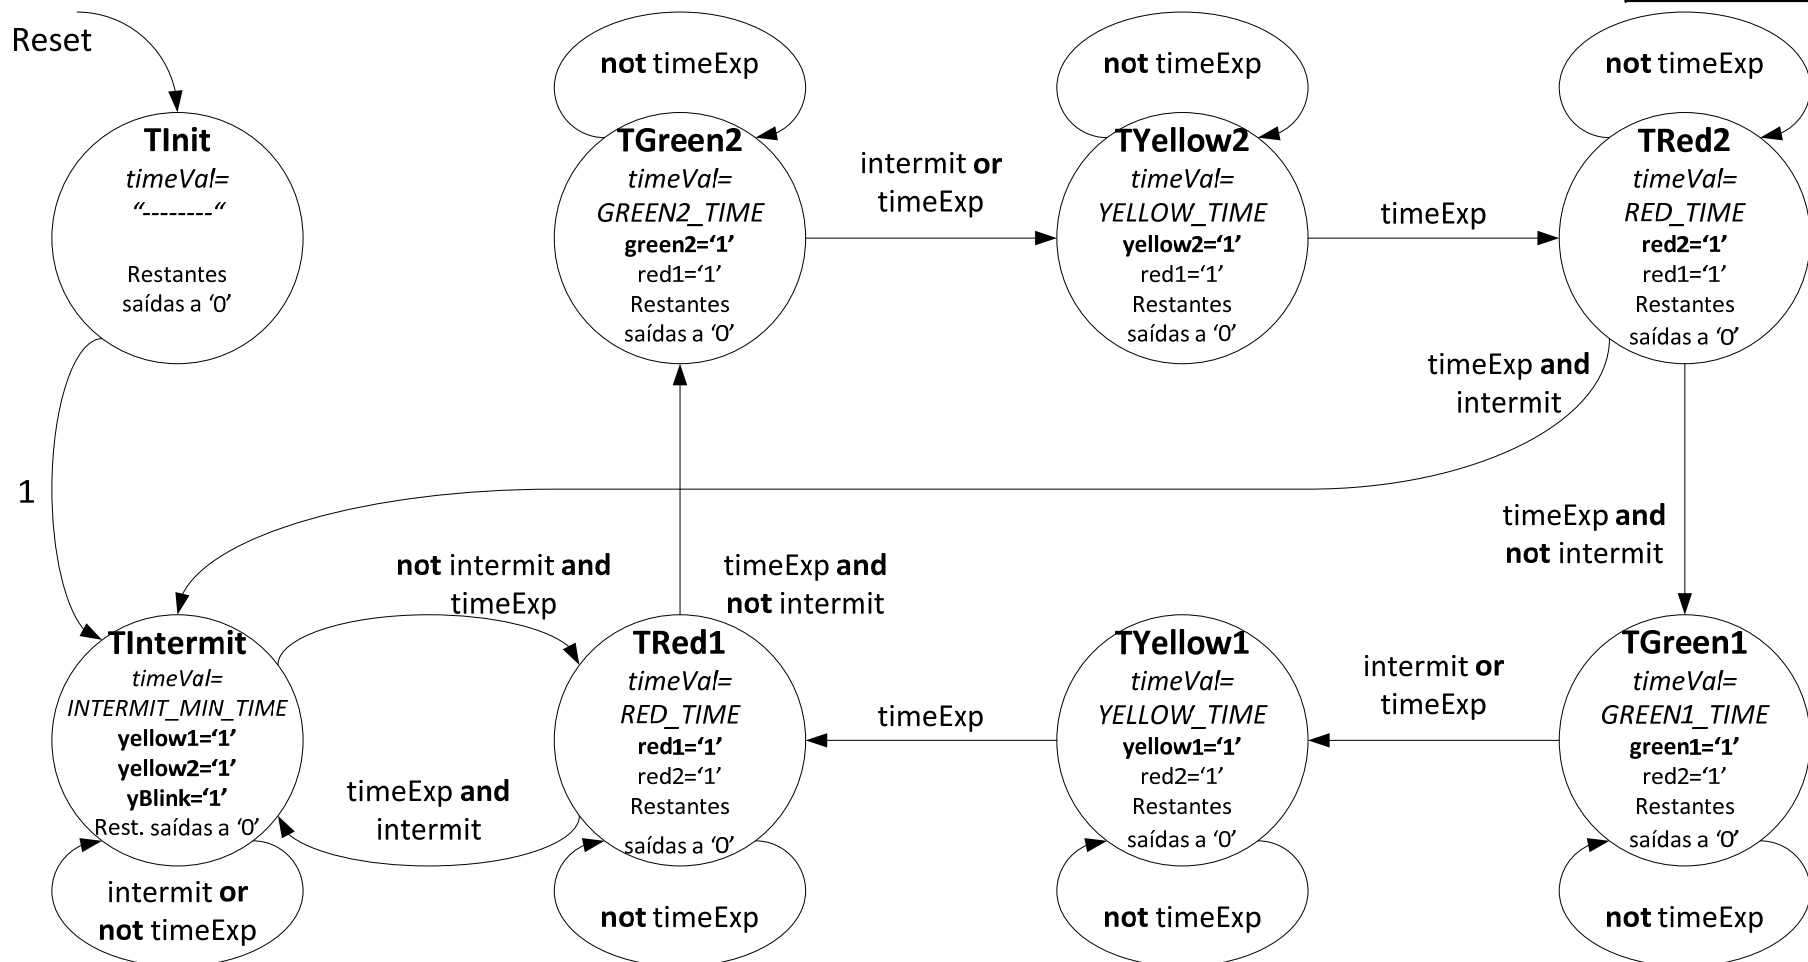 Reset
TInit
timeVal=
“--------“
Restantes
saídas a ‘0’
not timeExp
TGreen2
timeVal=
GREEN2_TIME
green2=‘1’
red1=‘1’
Restantes
saídas a ‘0’
intermit or
timeExp
not timeExp
TYellow2
timeVal=
YELLOW_TIME
yellow2=‘1’
red1=‘1’
Restantes
saídas a ‘0’
timeExp
not timeExp
TRed2
timeVal=
RED_TIME
red2=‘1’
red1=‘1’
Restantes
saídas a ‘0’
timeExp and
intermit
1
timeExp and
not intermit
not intermit and
timeExp
timeExp and
not intermit
TIntermit
timeVal=
INTERMIT_MIN_TIME
yellow1=‘1’
yellow2=‘1’
yBlink=‘1’
Rest. saídas a ‘0’
intermit or
not timeExp
timeExp and
intermit
TRed1
timeVal=
RED_TIME
red1=‘1’
red2=‘1’
Restantes
saídas a ‘0’
not timeExp
timeExp
TYellow1
timeVal=
YELLOW_TIME
yellow1=‘1’
red2=‘1’
Restantes
saídas a ‘0’
not timeExp
intermit or
timeExp
TGreen1
timeVal=
GREEN1_TIME
green1=‘1’
red2=‘1’
Restantes
saídas a ‘0’
not timeExp